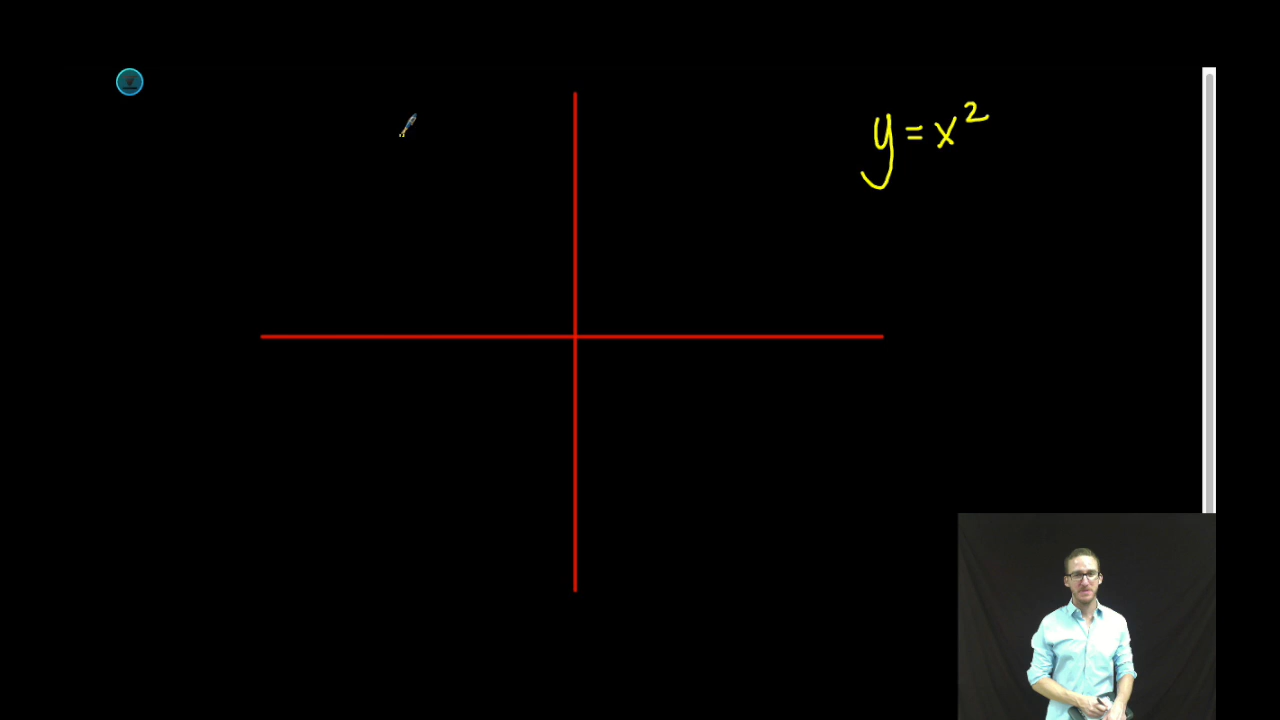 y = x²